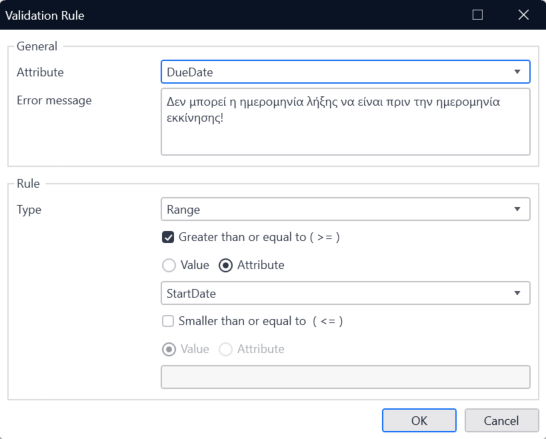 Validation Rule
General
Attribute
DueDate
Error message
Δεν μπορεί η ημερομηνία λήξης να είναι πριν την ημερομηνία
εκκίνησης!
Rule
Type
Range
Greater than or equal to ( >= )
Value Attribute
StartDate
Smaller than or equal to ( <= )
Value Attribute
OK Cancel